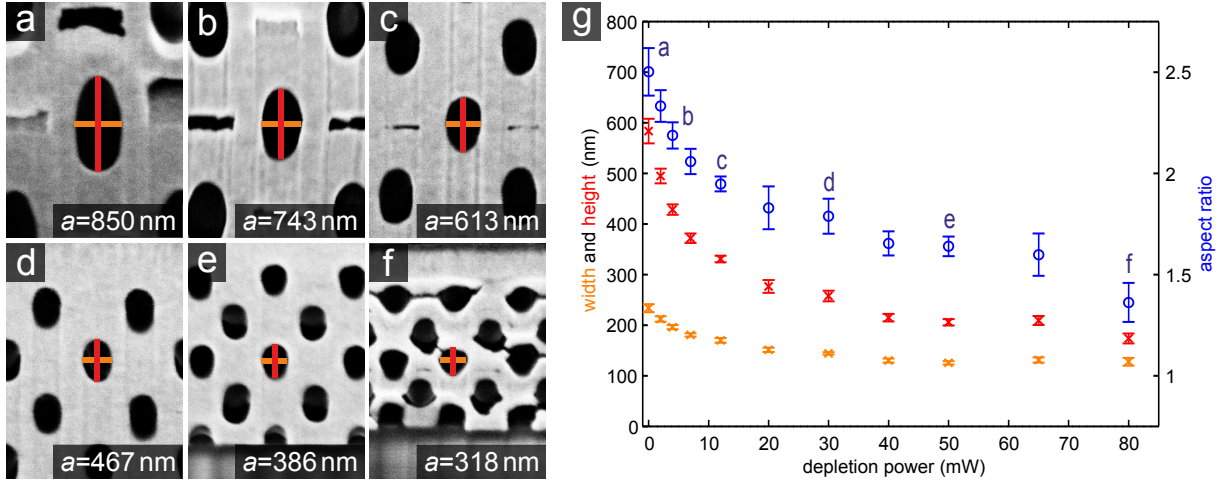 a
a=850 nm
b
a=743 nm
c
a=613 nm
d
a=467 nm
e
a=386 nm
f
a=318 nm
g
800
700
600
500
400
300
200
100
0
width and height (nm)
a
b
c
d
e
f
2.5
2
1.5
1
aspect ratio
0 10 20 30 40 50 60 70 80
depletion power (mW)